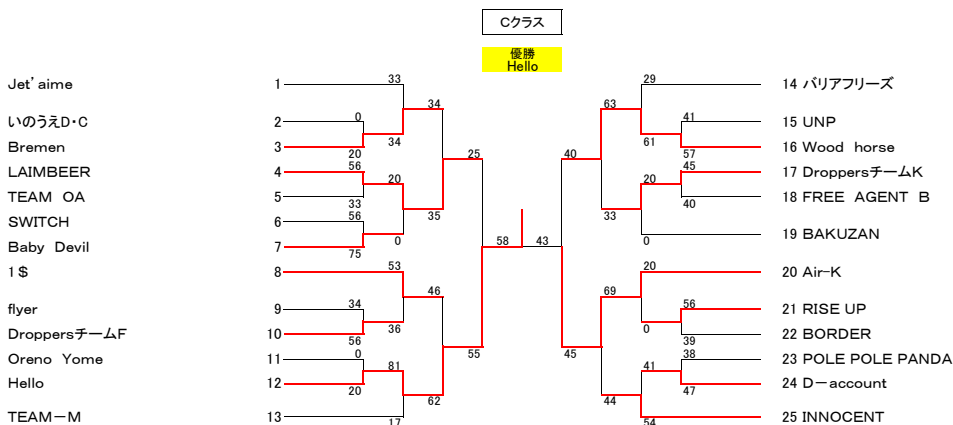 Cクラス
優勝
Hello
Jet'aime 1 33 29 14 バリアフリーズ
34 63
いのうえD・C 2 0 41 15 UNP
34 61
Bremen 3 20 57 16 Wood horse
25 40
LAIMBEER 4 56 45 17 DroppersチームK
20 20
TEAM OA 5 33 40 18 FREE AGENT B
35 33
SWITCH 6 56
0 0 19 BAKUZAN
Baby Devil 7 75
58 43
1$ 8 53 20 20 Air-K
46 69
flyer 9 34 56 21 RISE UP
36 0
DroppersチームF 10 56 39 22 BORDER
55 45
Oreno Yome 11 0 38 23 POLE POLE PANDA
81 41
Hello 12 20 47 24 D-account
62 44
TEAM-M 13 17 54 25 INNOCENT